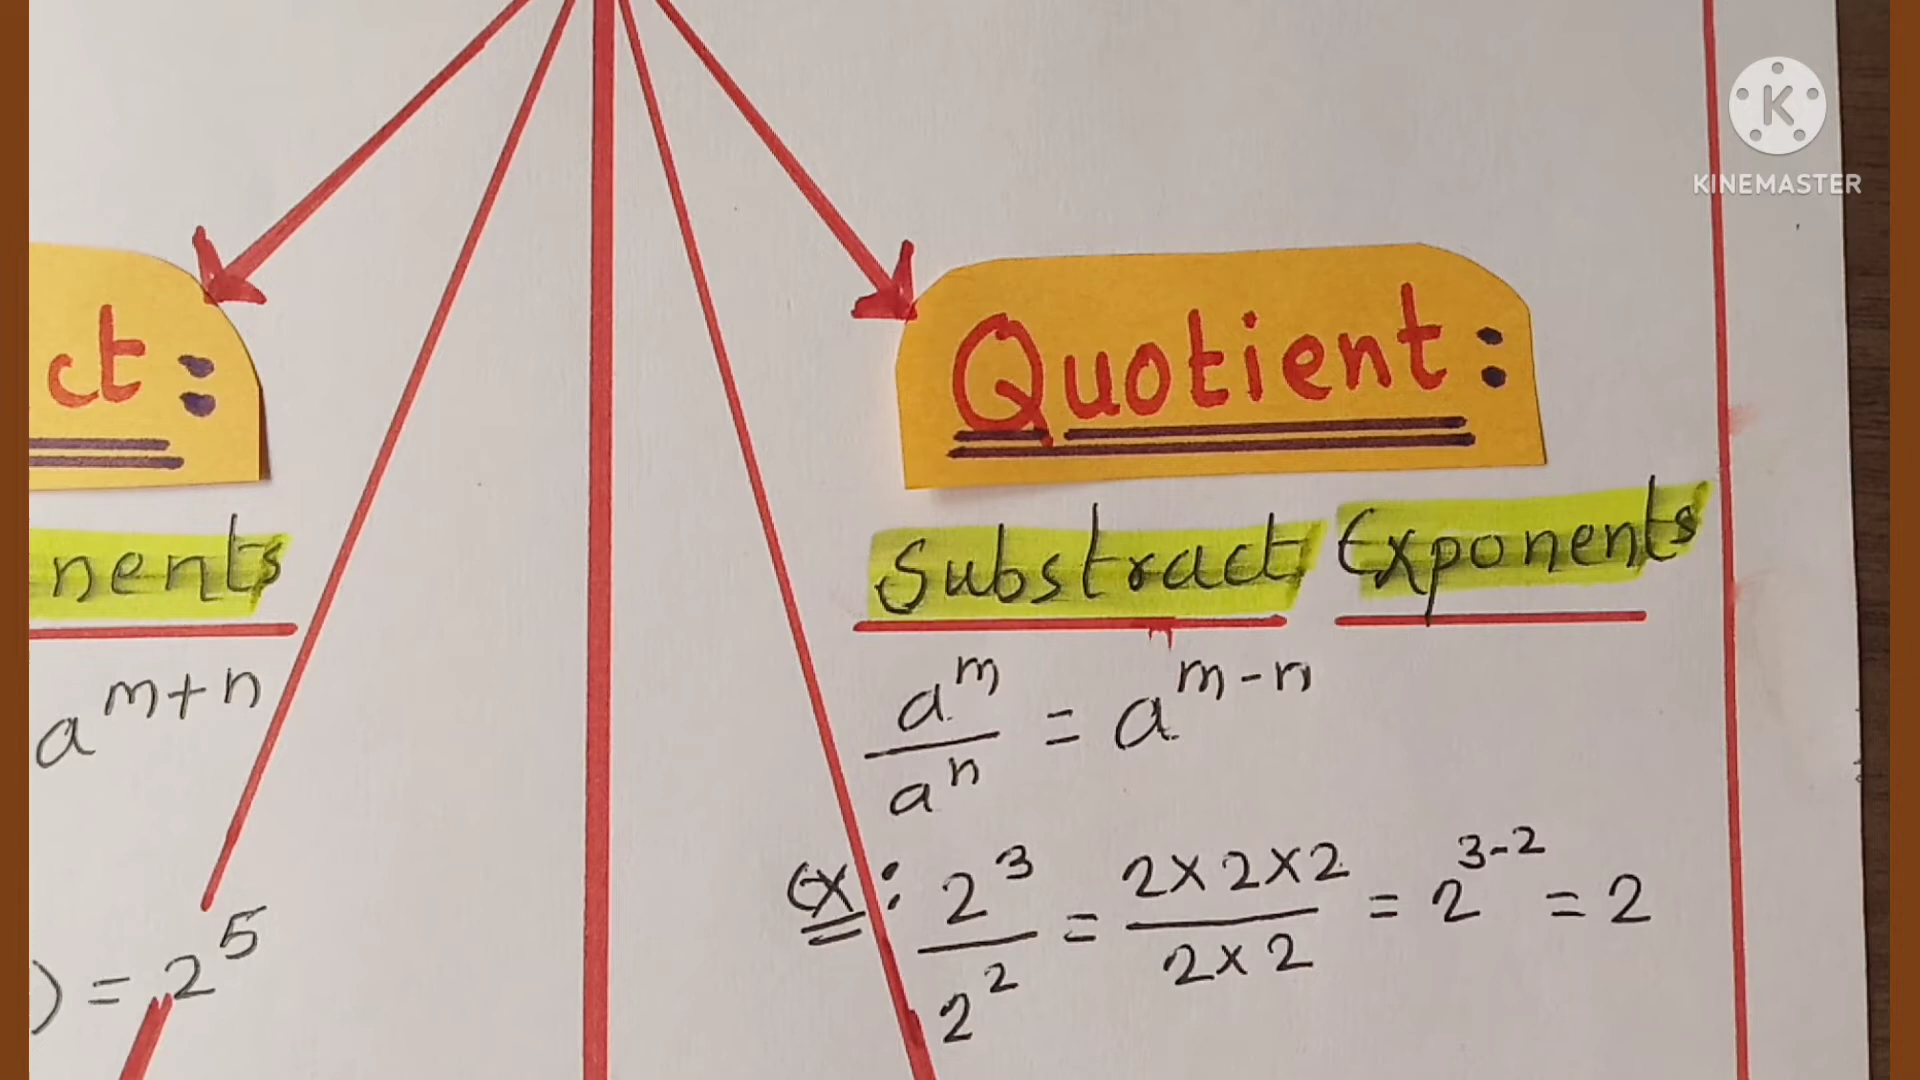 KINEMASTER
ct:
nents
a^{m+n}
) = 2^5
Quotient:
Substract Exponents
a^m / a^n = a^{m-n}
Ex: 2^3 / 2^2 = 2×2×2 / 2×2 = 2^{3-2} = 2